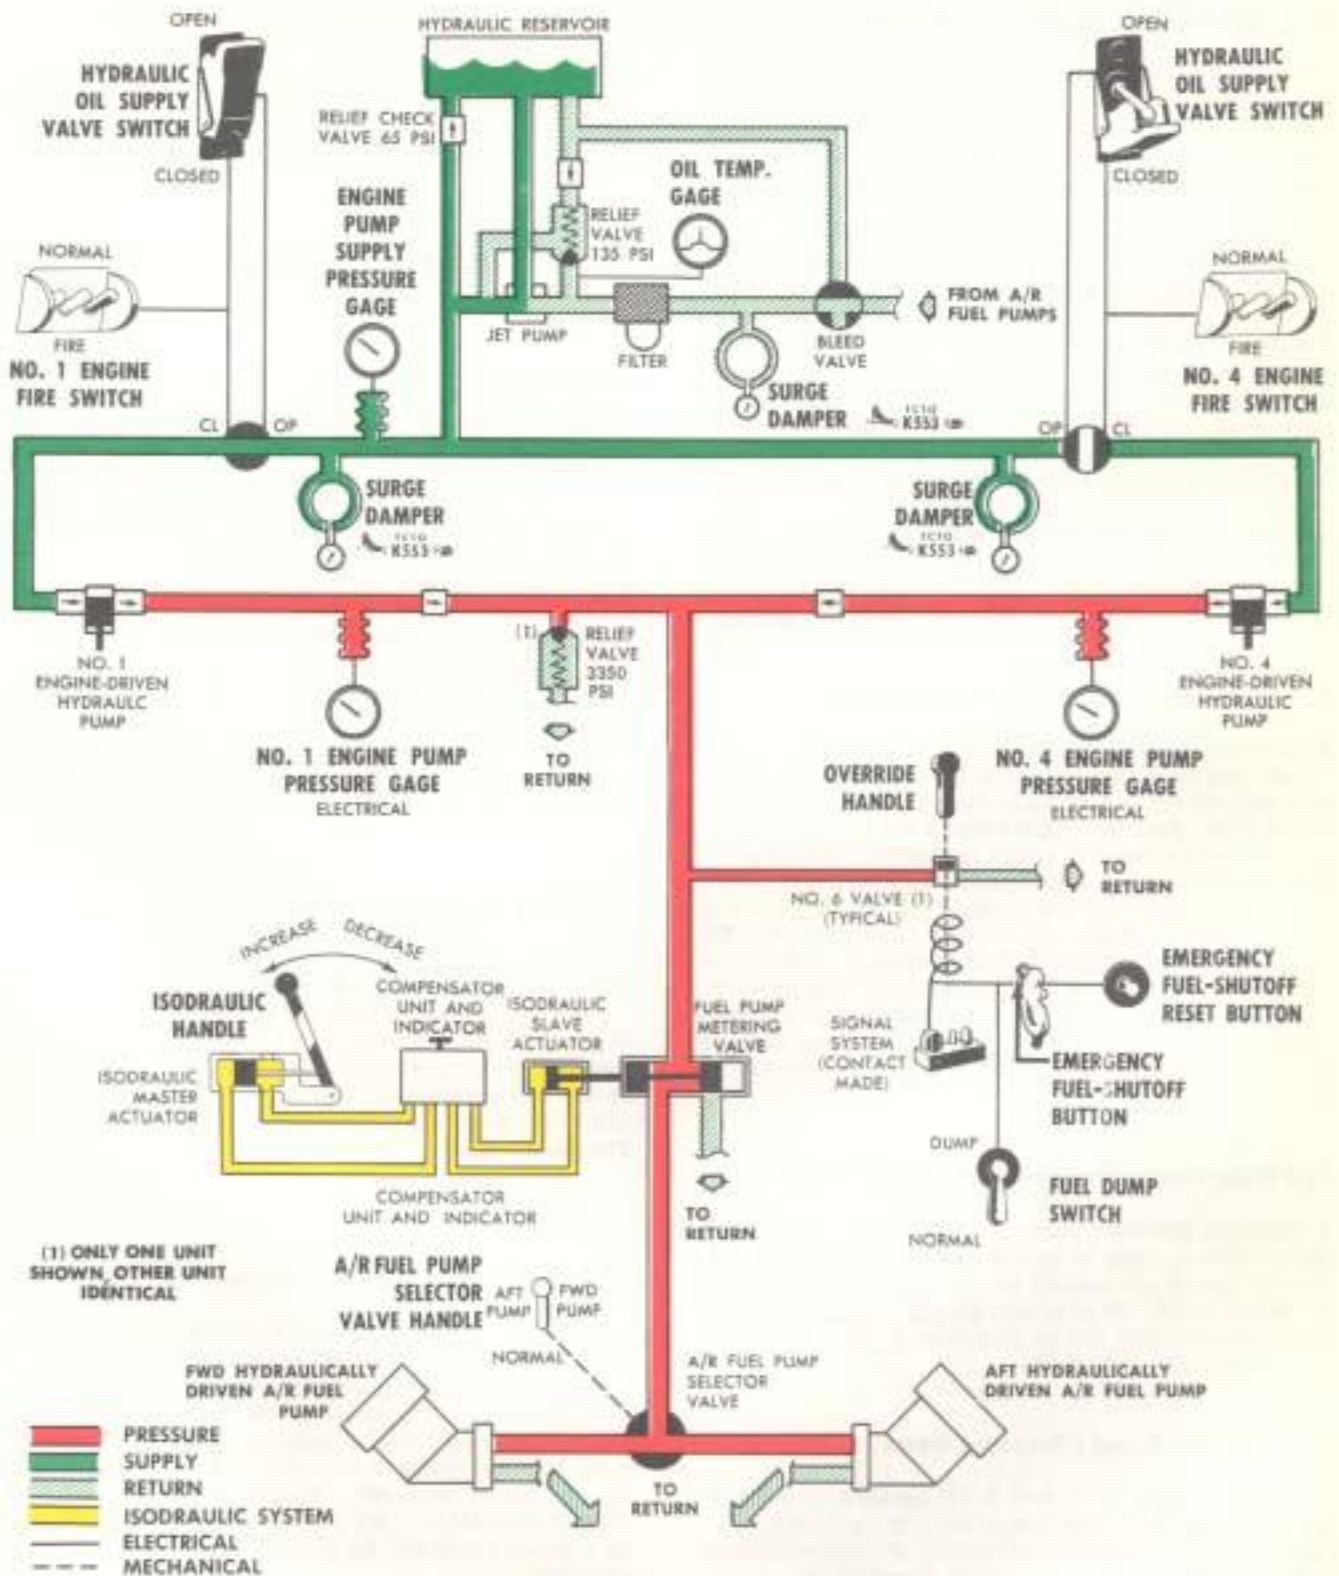 OPEN
HYDRAULIC
OIL SUPPLY
VALVE SWITCH
CLOSED
HYDRAULIC RESERVOIR
RELIEF CHECK
VALVE 65 PSI
ENGINE
PUMP
SUPPLY
PRESSURE
GAGE
RELIEF
VALVE
135 PSI
OIL TEMP.
GAGE
OPEN
HYDRAULIC
OIL SUPPLY
VALVE SWITCH
CLOSED
NORMAL
FIRE
NO. 1 ENGINE
FIRE SWITCH
JET PUMP
FILTER
BLEED
VALVE
FROM A/R
FUEL PUMPS
SURGE
DAMPER
TCTO
K553
NORMAL
FIRE
NO. 4 ENGINE
FIRE SWITCH
CL OP
OP CL
SURGE
DAMPER
TCTO
K553
SURGE
DAMPER
TCTO
K553
NO. 1
ENGINE-DRIVEN
HYDRAULC
PUMP
NO. 1 ENGINE PUMP
PRESSURE GAGE
ELECTRICAL
(1)
RELIEF
VALVE
3350
PSI
TO
RETURN
NO. 4
ENGINE-DRIVEN
HYDRAULIC
PUMP
NO. 4 ENGINE PUMP
PRESSURE GAGE
ELECTRICAL
OVERRIDE
HANDLE
NO. 6 VALVE (1)
(TYPICAL)
TO
RETURN
INCREASE DECREASE
ISODRAULIC
HANDLE
COMPENSATOR
UNIT AND
INDICATOR
ISODRAULIC
SLAVE
ACTUATOR
FUEL PUMP
METERING
VALVE
SIGNAL
SYSTEM
(CONTACT
MADE)
EMERGENCY
FUEL-SHUTOFF
RESET BUTTON
EMERGENCY
FUEL-SHUTOFF
BUTTON
ISODRAULIC
MASTER
ACTUATOR
COMPENSATOR
UNIT AND INDICATOR
TO
RETURN
DUMP
FUEL DUMP
SWITCH
NORMAL
(1) ONLY ONE UNIT
SHOWN, OTHER UNIT
IDENTICAL
A/R FUEL PUMP
SELECTOR
VALVE HANDLE
AFT
PUMP
FWD
PUMP
NORMAL
A/R FUEL PUMP
SELECTOR
VALVE
FWD HYDRAULICALLY
DRIVEN A/R FUEL
PUMP
AFT HYDRAULICALLY
DRIVEN A/R FUEL PUMP
TO
RETURN
PRESSURE
SUPPLY
RETURN
ISODRAULIC SYSTEM
ELECTRICAL
MECHANICAL